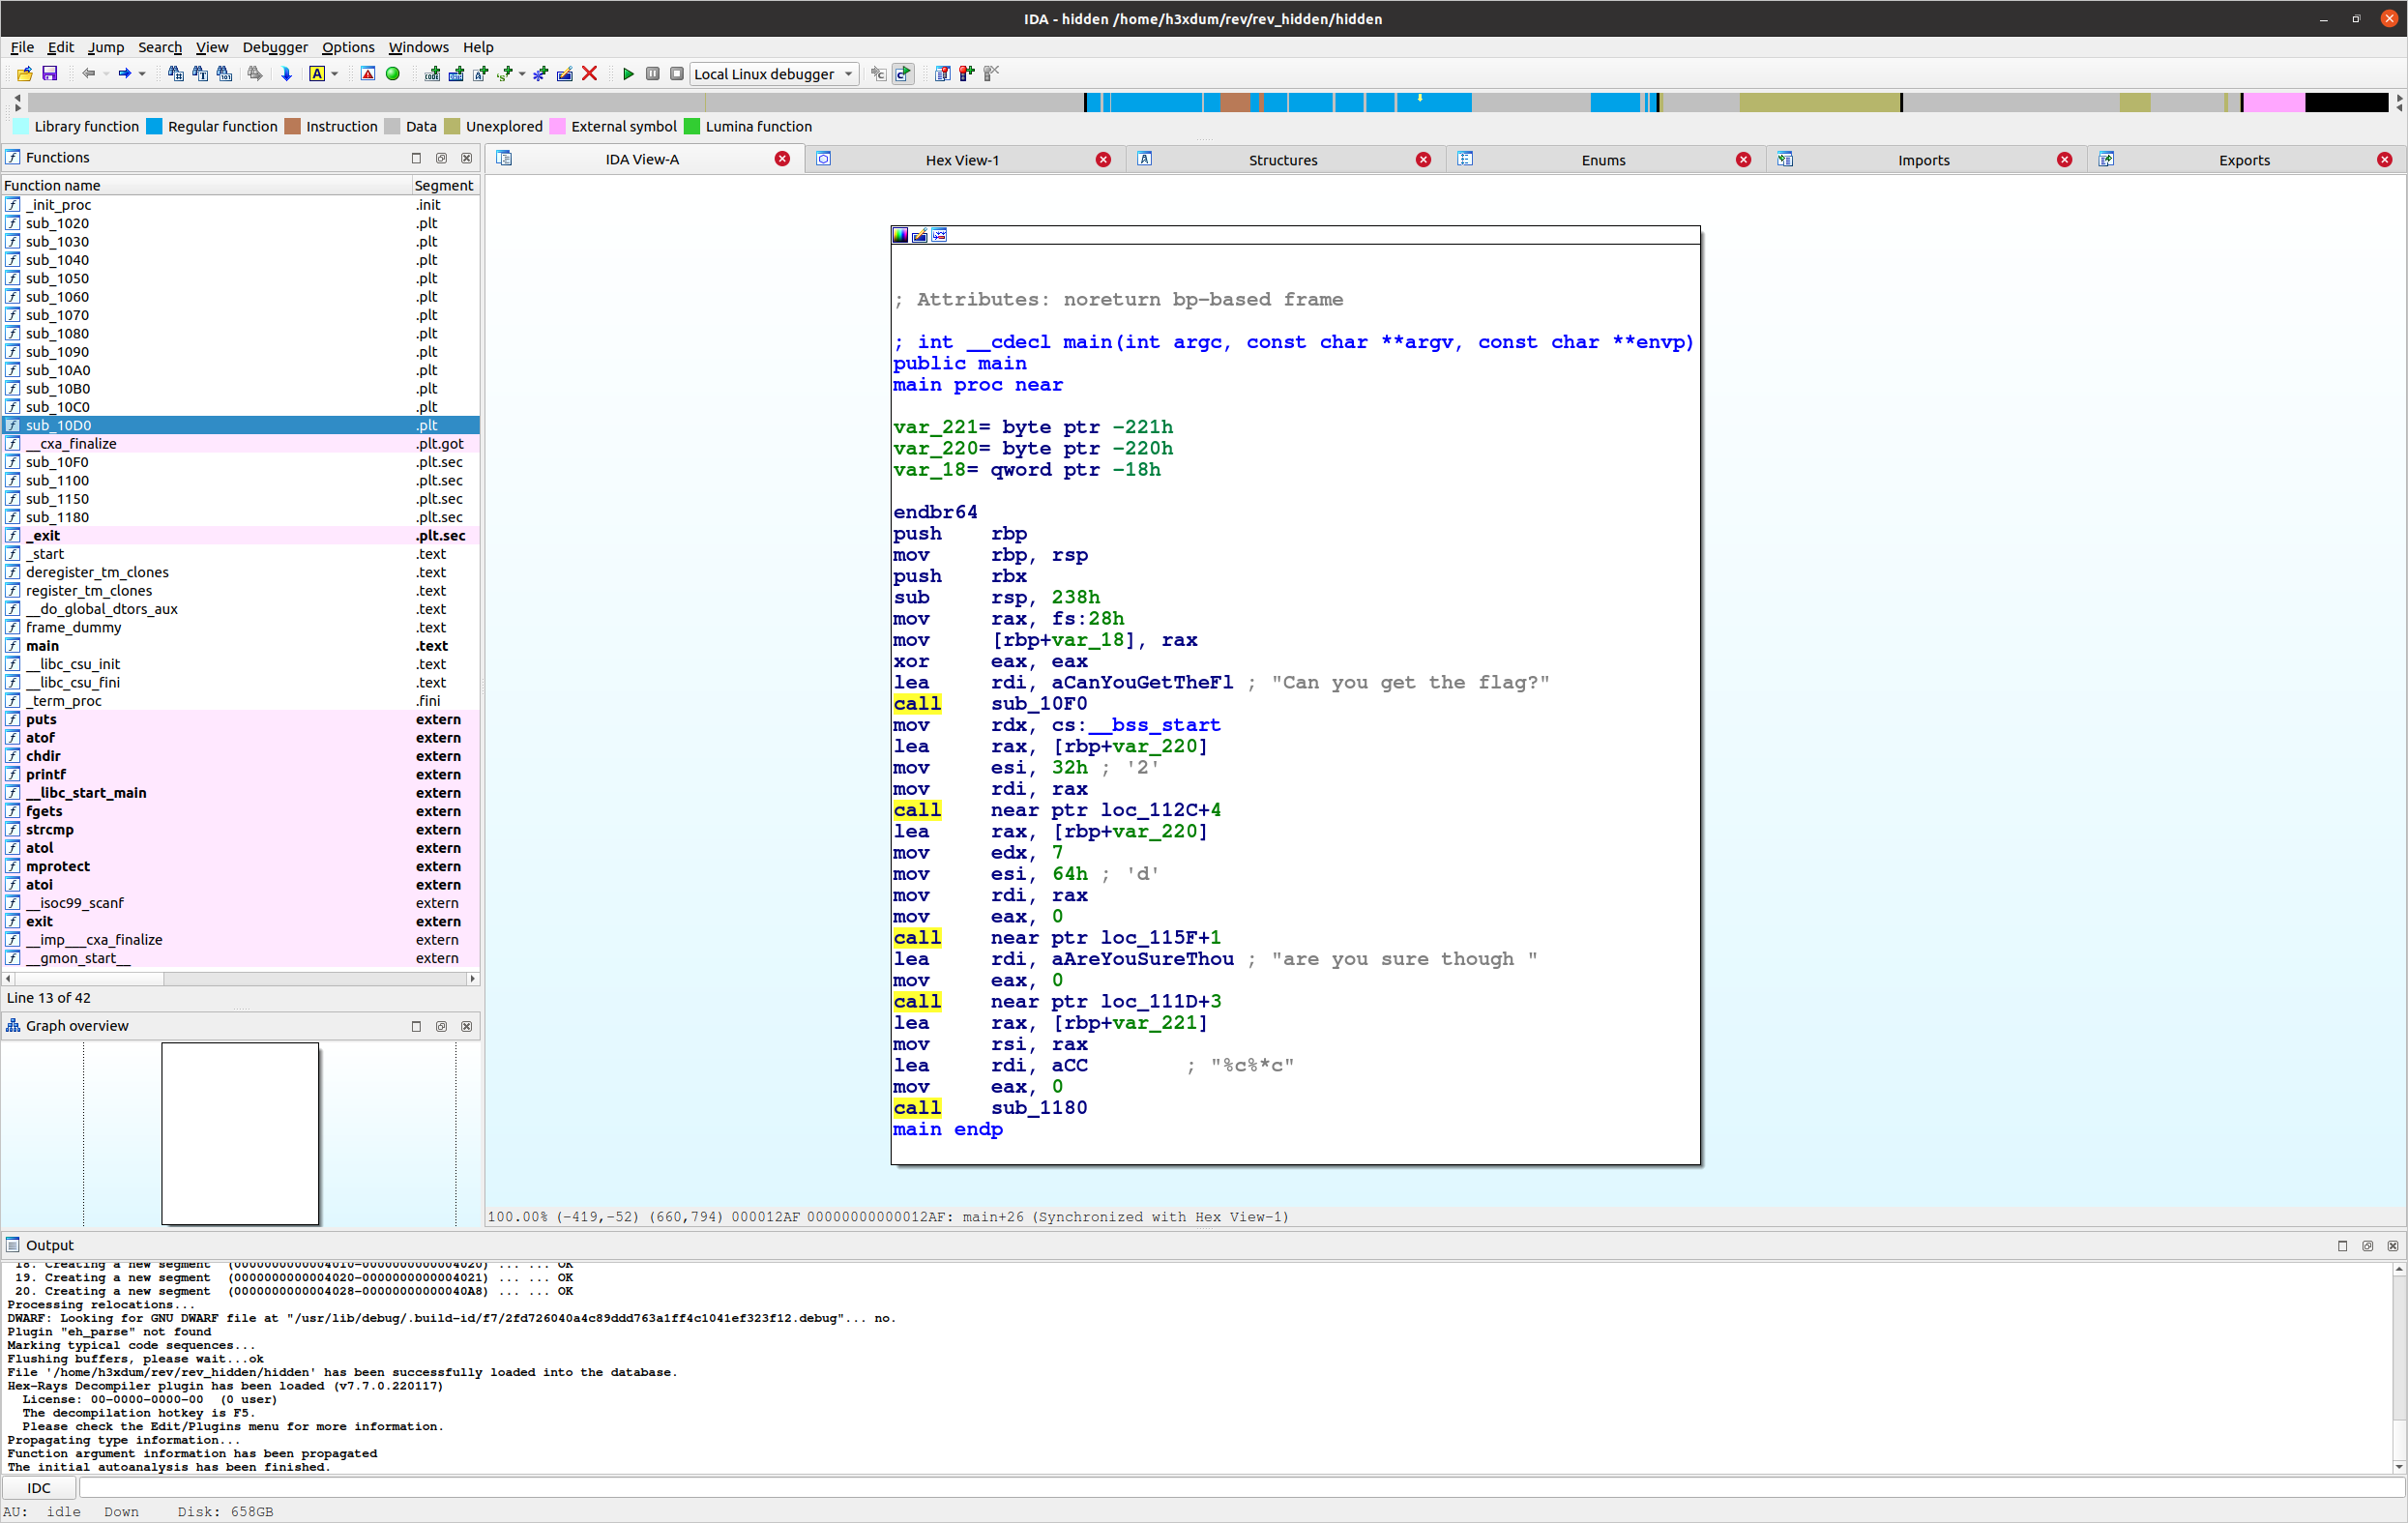 IDA - hidden /home/h3xdum/rev/rev_hidden/hidden
File Edit Jump Search View Debugger Options Windows Help
Local Linux debugger
Library function Regular function Instruction Data Unexplored External symbol Lumina function
Functions
Function name Segment
_init_proc .init
sub_1020 .plt
sub_1030 .plt
sub_1040 .plt
sub_1050 .plt
sub_1060 .plt
sub_1070 .plt
sub_1080 .plt
sub_1090 .plt
sub_10A0 .plt
sub_10B0 .plt
sub_10C0 .plt
sub_10D0 .plt
__cxa_finalize .plt.got
sub_10F0 .plt.sec
sub_1100 .plt.sec
sub_1150 .plt.sec
sub_1180 .plt.sec
_exit .plt.sec
_start .text
deregister_tm_clones .text
register_tm_clones .text
__do_global_dtors_aux .text
frame_dummy .text
main .text
__libc_csu_init .text
__libc_csu_fini .text
_term_proc .fini
puts extern
atof extern
chdir extern
printf extern
__libc_start_main extern
fgets extern
strcmp extern
atol extern
mprotect extern
atoi extern
__isoc99_scanf extern
exit extern
__imp___cxa_finalize extern
__gmon_start__ extern
Line 13 of 42
Graph overview
IDA View-A Hex View-1 Structures Enums Imports Exports
; Attributes: noreturn bp-based frame
; int __cdecl main(int argc, const char **argv, const char **envp)
public main
main proc near
var_221= byte ptr -221h
var_220= byte ptr -220h
var_18= qword ptr -18h
endbr64
push rbp
mov rbp, rsp
push rbx
sub rsp, 238h
mov rax, fs:28h
mov [rbp+var_18], rax
xor eax, eax
lea rdi, aCanYouGetTheFl ; "Can you get the flag?"
call sub_10F0
mov rdx, cs:__bss_start
lea rax, [rbp+var_220]
mov esi, 32h ; '2'
mov rdi, rax
call near ptr loc_112C+4
lea rax, [rbp+var_220]
mov edx, 7
mov esi, 64h ; 'd'
mov rdi, rax
mov eax, 0
call near ptr loc_115F+1
lea rdi, aAreYouSureThou ; "are you sure though "
mov eax, 0
call near ptr loc_111D+3
lea rax, [rbp+var_221]
mov rsi, rax
lea rdi, aCC ; "%c%*c"
mov eax, 0
call sub_1180
main endp
100.00% (-419,-52) (660,794) 000012AF 00000000000012AF: main+26 (Synchronized with Hex View-1)
Output
18. Creating a new segment (0000000000004010-0000000000004020) ... ... OK
19. Creating a new segment (0000000000004020-0000000000004021) ... ... OK
20. Creating a new segment (0000000000004028-00000000000040A8) ... ... OK
Processing relocations...
DWARF: Looking for GNU DWARF file at "/usr/lib/debug/.build-id/f7/2fd726040a4c89ddd763a1ff4c1041ef323f12.debug"... no.
Plugin "eh_parse" not found
Marking typical code sequences...
Flushing buffers, please wait...ok
File '/home/h3xdum/rev/rev_hidden/hidden' has been successfully loaded into the database.
Hex-Rays Decompiler plugin has been loaded (v7.7.0.220117)
License: 00-0000-0000-00 (0 user)
The decompilation hotkey is F5.
Please check the Edit/Plugins menu for more information.
Propagating type information...
Function argument information has been propagated
The initial autoanalysis has been finished.
IDC
AU: idle Down Disk: 658GB